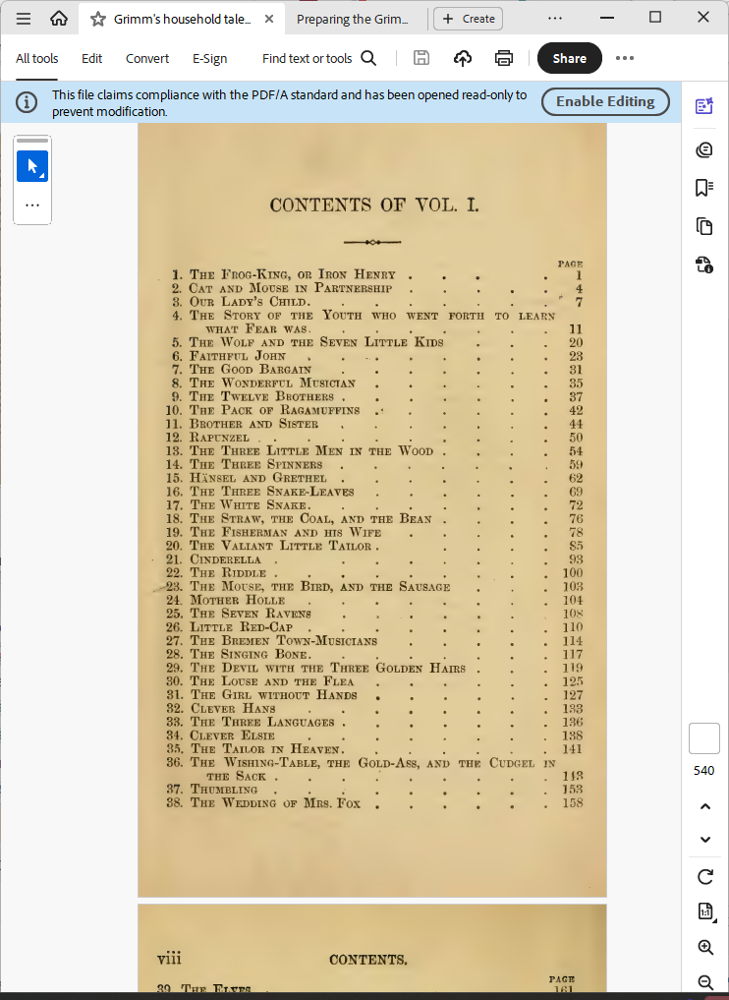 Grimm's household tale...
Preparing the Grim...
+ Create
All tools Edit Convert E-Sign Find text or tools Share
This file claims compliance with the PDF/A standard and has been opened read-only to prevent modification.
Enable Editing
CONTENTS OF VOL. I.
PAGE
1. The Frog-King, or Iron Henry . . . . 1
2. Cat and Mouse in Partnership . . . . . 4
3. Our Lady's Child. . . . . . . 7
4. The Story of the Youth who went forth to learn
what Fear was. . . . . . . . 11
5. The Wolf and the Seven Little Kids . . . 20
6. Faithful John . . . . . . . 23
7. The Good Bargain . . . . . . 31
8. The Wonderful Musician . . . . . . 35
9. The Twelve Brothers . . . . . . . 37
10. The Pack of Ragamuffins . . . . . . 42
11. Brother and Sister . . . . . . . 44
12. Rapunzel . . . . . . . . 50
13. The Three Little Men in the Wood . . . . 54
14. The Three Spinners . . . . . . . 59
15. Hänsel and Grethel . . . . . . . 62
16. The Three Snake-Leaves . . . . . . 69
17. The White Snake. . . . . . . . 72
18. The Straw, the Coal, and the Bean . . . . 76
19. The Fisherman and his Wife . . . . . 78
20. The Valiant Little Tailor . . . . . 85
21. Cinderella . . . . . . . . 93
22. The Riddle . . . . . . . . 100
23. The Mouse, the Bird, and the Sausage . . . 103
24. Mother Holle . . . . . . . . 104
25. The Seven Ravens . . . . . . . 108
26. Little Red-Cap . . . . . . . . 110
27. The Bremen Town-Musicians . . . . . 114
28. The Singing Bone. . . . . . . . 117
29. The Devil with the Three Golden Hairs . . . 119
30. The Louse and the Flea . . . . . . 125
31. The Girl without Hands . . . . . . 127
32. Clever Hans . . . . . . . . 133
33. The Three Languages . . . . . . . 136
34. Clever Elsie . . . . . . . . 138
35. The Tailor in Heaven. . . . . . . 141
36. The Wishing-Table, the Gold-Ass, and the Cudgel in
the Sack . . . . . . . . . 143
37. Thumbling . . . . . . . . 153
38. The Wedding of Mrs. Fox . . . . . . 158
viii CONTENTS.
PAGE
39. The Elves . . . . . . . . 161
540
1:1